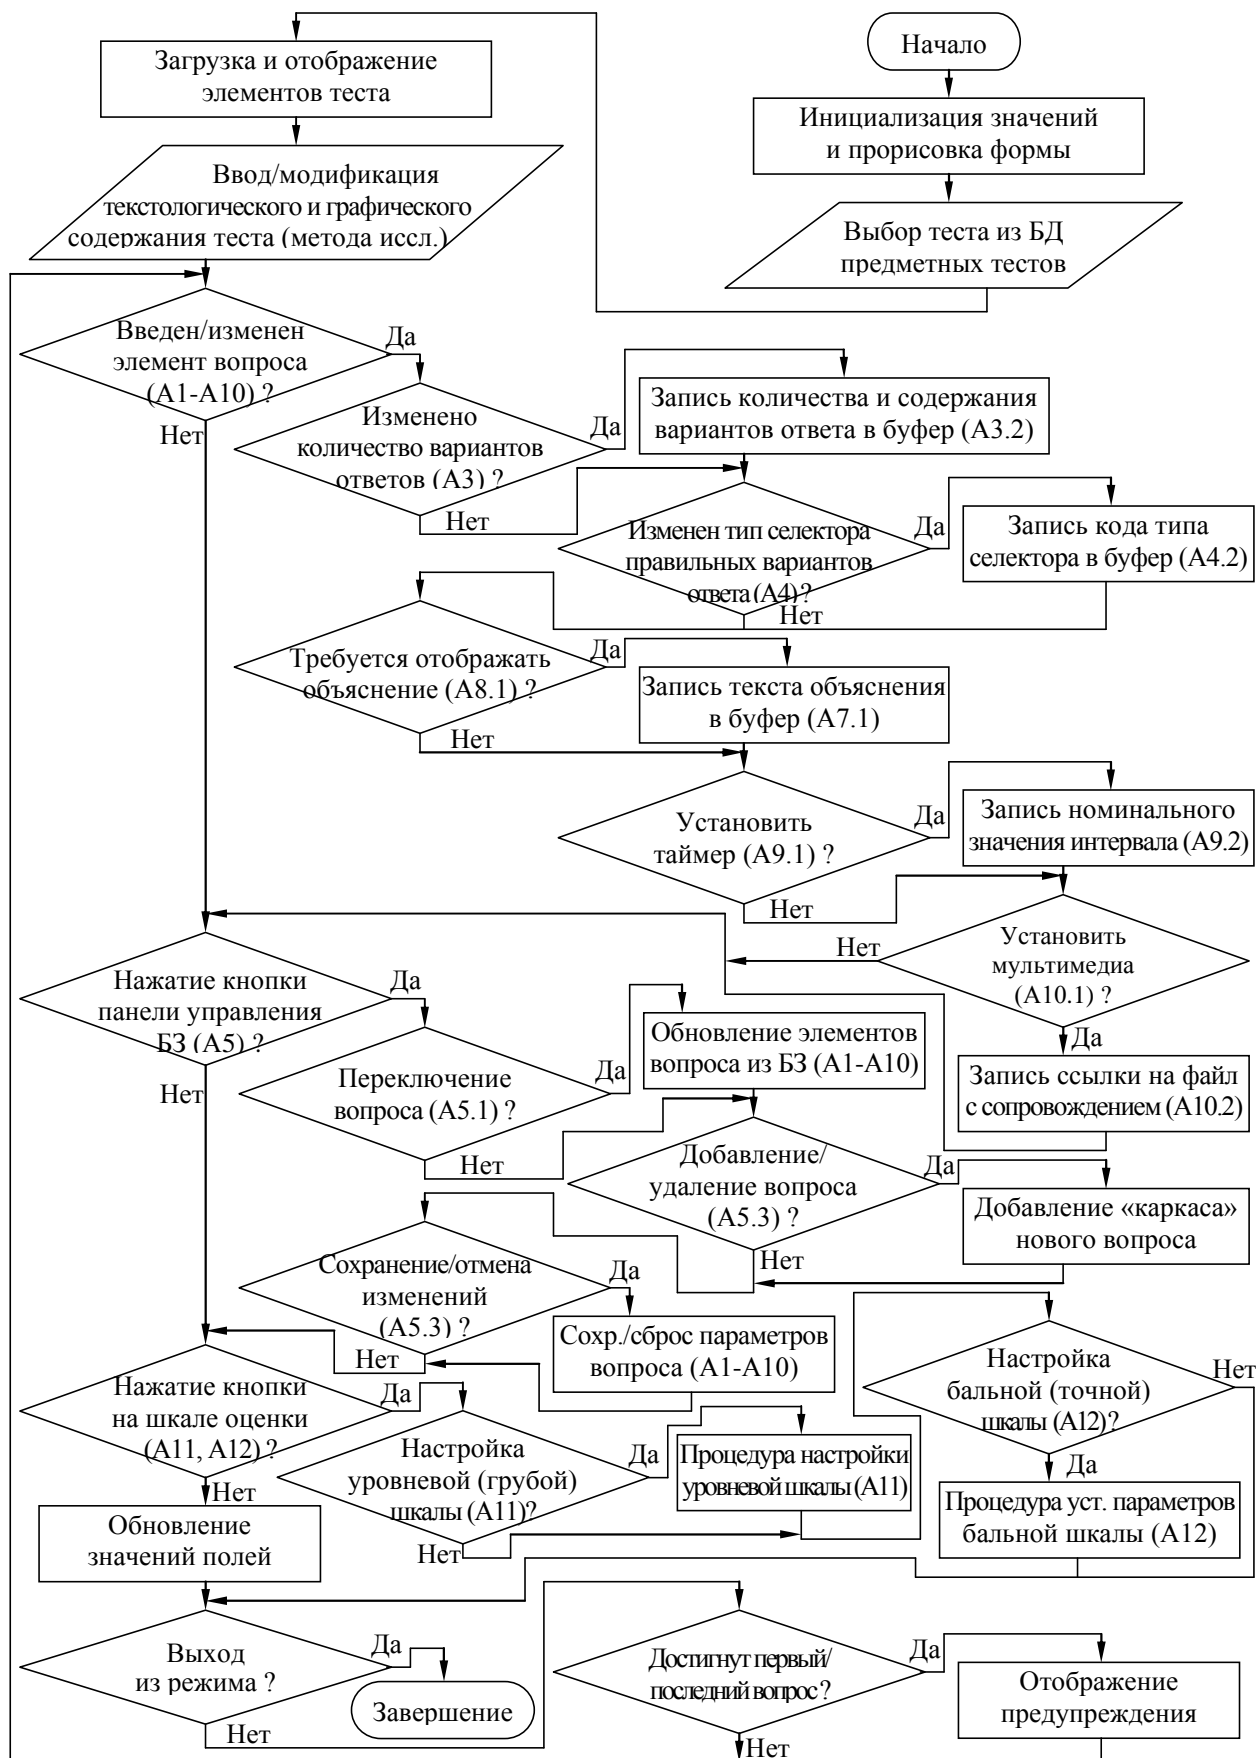 Начало
Инициализация значений
и прорисовка формы
Выбор теста из БД
предметных тестов
Загрузка и отображение
элементов теста
Ввод/модификация
текстологического и графического
содержания теста (метода иссл.)
Введен/изменен
элемент вопроса
(А1-А10) ?
Да
Нет
Изменено
количество вариантов
ответов (А3) ?
Да
Нет
Запись количества и содержания
вариантов ответа в буфер (А3.2)
Изменен тип селектора
правильных вариантов
ответа (А4) ?
Да
Нет
Запись кода типа
селектора в буфер (А4.2)
Требуется отображать
объяснение (А8.1) ?
Да
Нет
Запись текста объяснения
в буфер (А7.1)
Установить
таймер (А9.1) ?
Да
Нет
Запись номинального
значения интервала (А9.2)
Установить
мультимедиа
(А10.1) ?
Нет
Да
Запись ссылки на файл
с сопровождением (А10.2)
Нажатие кнопки
панели управления
БЗ (А5) ?
Да
Нет
Переключение
вопроса (А5.1) ?
Да
Нет
Обновление элементов
вопроса из БЗ (А1-А10)
Добавление/
удаление вопроса
(А5.3) ?
Да
Нет
Добавление «каркаса»
нового вопроса
Сохранение/отмена
изменений
(А5.3) ?
Да
Нет
Сохр./сброс параметров
вопроса (А1-А10)
Нажатие кнопки
на шкале оценки
(А11, А12) ?
Да
Нет
Настройка
уровневой (грубой)
шкалы (А11)?
Да
Нет
Процедура настройки
уровневой шкалы (А11)
Настройка
бальной (точной)
шкалы (А12)?
Нет
Да
Процедура уст. параметров
бальной шкалы (А12)
Обновление
значений полей
Выход
из режима ?
Да
Нет
Завершение
Достигнут первый/
последний вопрос ?
Да
Нет
Отображение
предупреждения